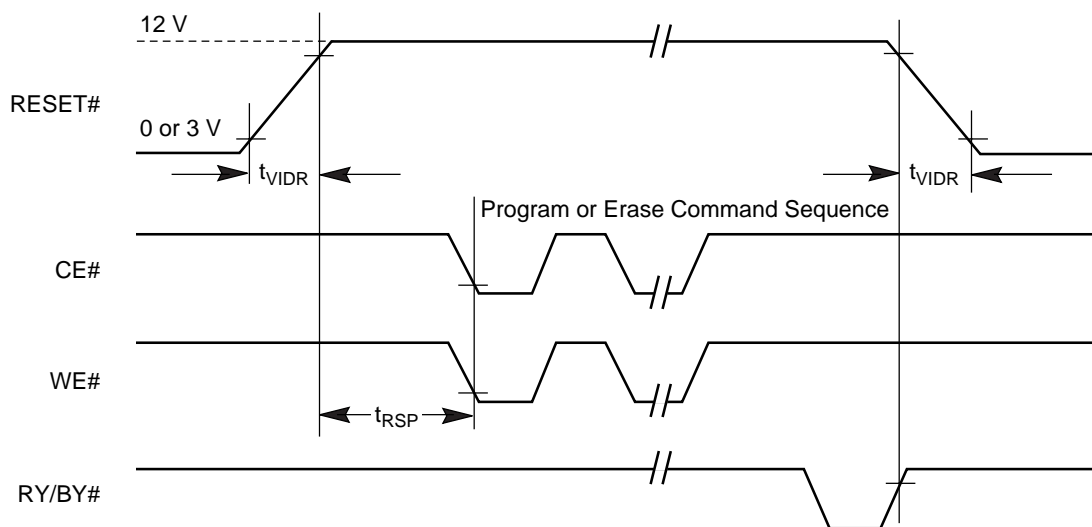 12 V
RESET#
0 or 3 V
tVIDR
tVIDR
Program or Erase Command Sequence
CE#
WE#
tRSP
RY/BY#